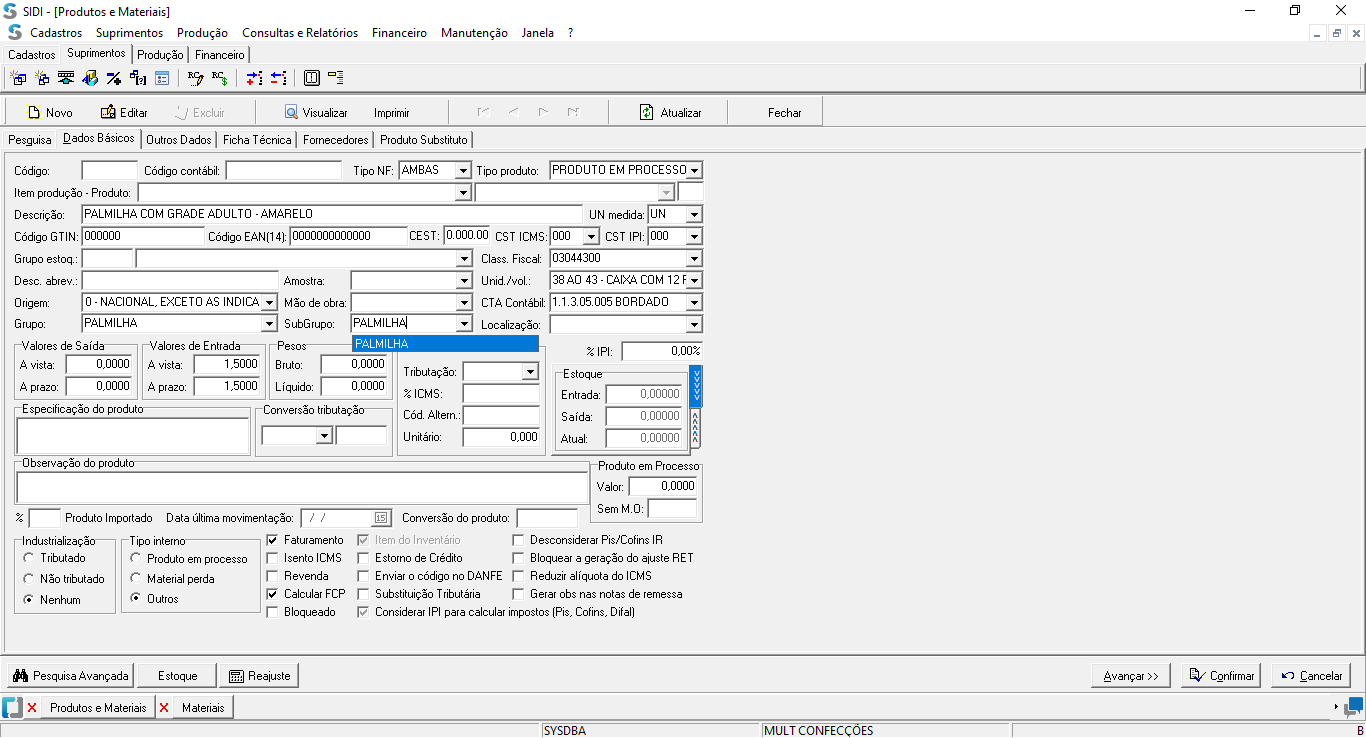 SIDI - [Produtos e Materiais]
Cadastros Suprimentos Produção Consultas e Relatórios Financeiro Manutenção Janela ?
Cadastros Suprimentos Produção Financeiro
Novo Editar Excluir Visualizar Imprimir Atualizar Fechar
Pesquisa Dados Básicos Outros Dados Ficha Técnica Fornecedores Produto Substituto
Código: Código contábil: Tipo NF: AMBAS Tipo produto: PRODUTO EM PROCESSO
Item produção - Produto:
Descrição: PALMILHA COM GRADE ADULTO - AMARELO UN medida: UN
Código GTIN: 000000 Código EAN(14): 0000000000000 CEST: 0.000.00 CST ICMS: 000 CST IPI: 000
Grupo estoq.: Class. Fiscal: 03044300
Desc. abrev.: Amostra: Unid./vol.: 38 AO 43 - CAIXA COM 12 F
Origem: 0 - NACIONAL, EXCETO AS INDICA Mão de obra: CTA Contábil: 1.1.3.05.005 BORDADO
Grupo: PALMILHA SubGrupo: PALMILHA Localização:
PALMILHA
Valores de Saída Valores de Entrada Pesos % IPI: 0,00%
A vista: 0,0000 A vista: 1,5000 Bruto: 0,0000 Tributação: Estoque
A prazo: 0,0000 A prazo: 1,5000 Líquido: 0,0000 % ICMS: Entrada: 0,00000
Especificação do produto Conversão tributação Cód. Altern.: Saída: 0,00000
Unitário: 0,000 Atual: 0,00000
Observação do produto Produto em Processo
Valor: 0,0000
Sem M.O:
% Produto Importado Data última movimentação: / / 15 Conversão do produto:
Industrialização Tipo interno Faturamento Item do Inventário Desconsiderar Pis/Cofins IR
Tributado Produto em processo Isento ICMS Estorno de Crédito Bloquear a geração do ajuste RET
Não tributado Material perda Revenda Enviar o código no DANFE Reduzir alíquota do ICMS
Nenhum Outros Calcular FCP Substituição Tributária Gerar obs nas notas de remessa
Bloqueado Considerar IPI para calcular impostos (Pis, Cofins, Difal)
Pesquisa Avançada Estoque Reajuste Avançar >> Confirmar Cancelar
Produtos e Materiais Materiais
SYSDBA MULT CONFECÇÕES B